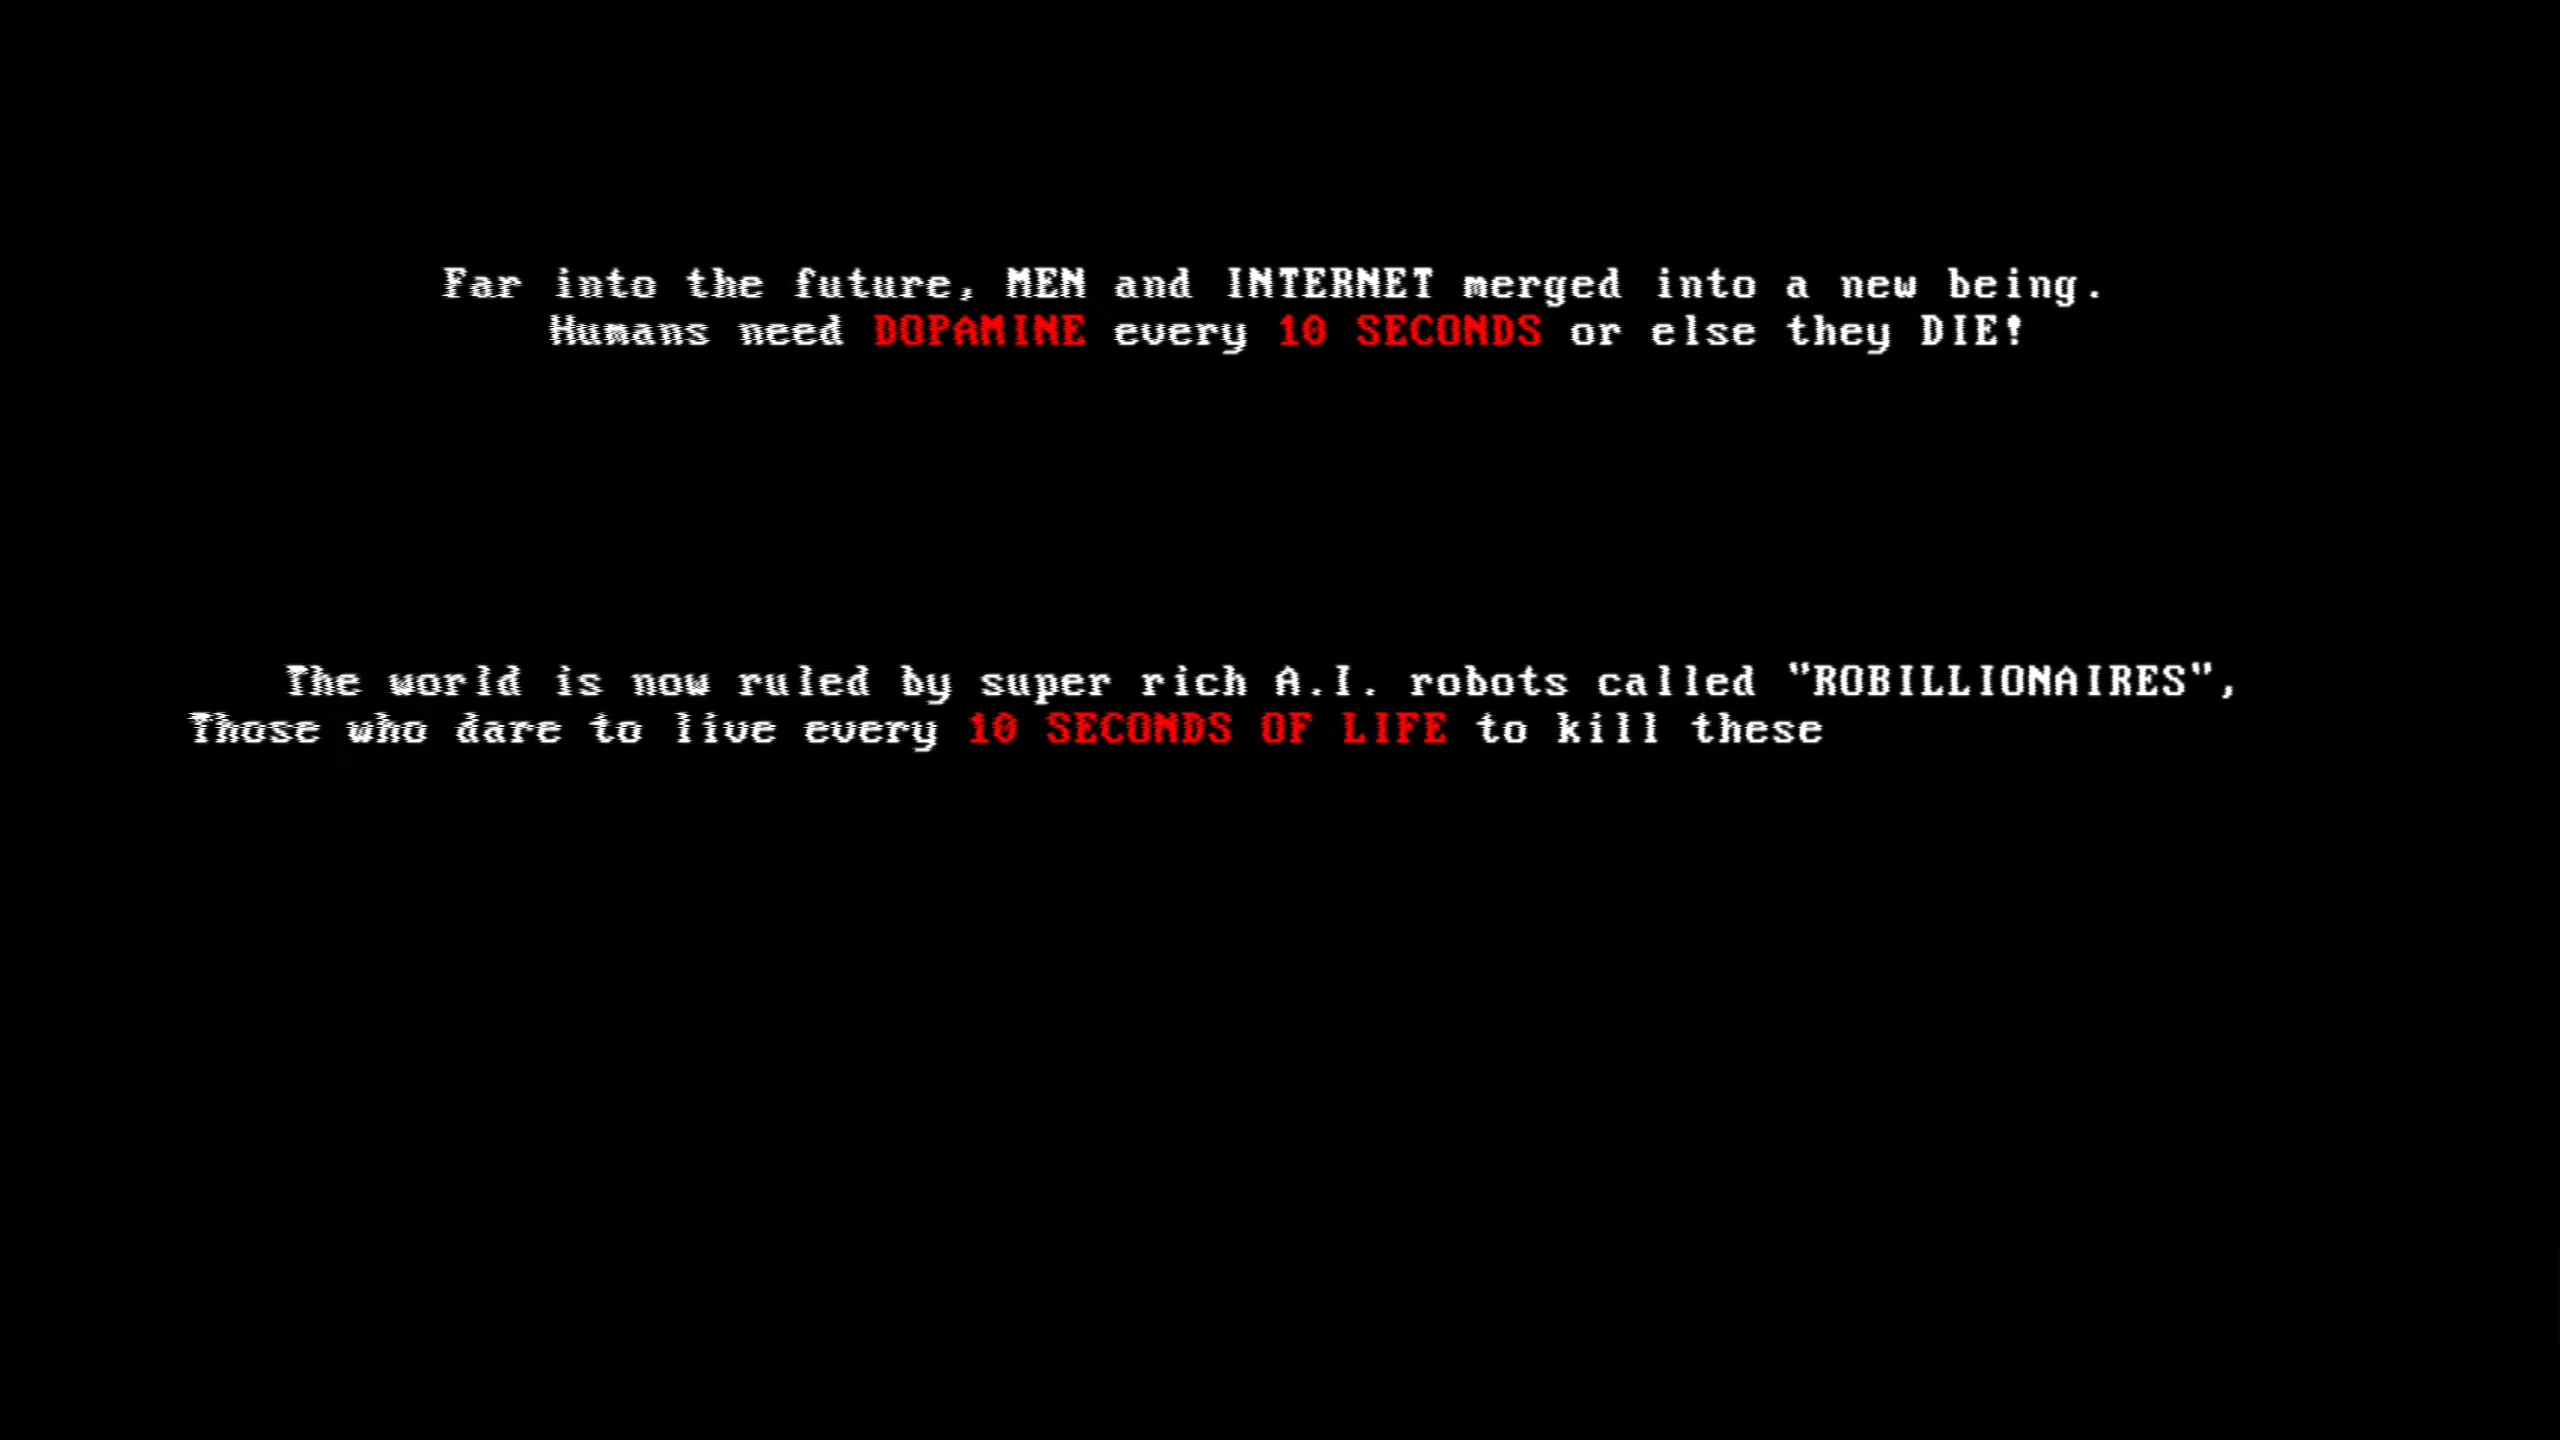 Far into the future, MEN and INTERNET merged into a new being.
Humans need DOPAMINE every 10 SECONDS or else they DIE!
The world is now ruled by super rich A.I. robots called "ROBILLIONAIRES",
Those who dare to live every 10 SECONDS OF LIFE to kill these